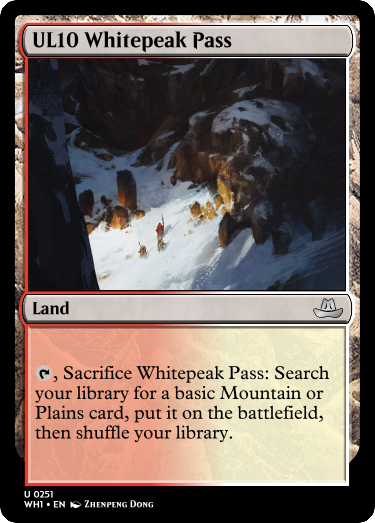 UL10 Whitepeak Pass
Land
, Sacrifice Whitepeak Pass: Search
your library for a basic Mountain or
Plains card, put it on the battlefield,
then shuffle your library.
U 0251
WH1 • EN Zhenpeng Dong